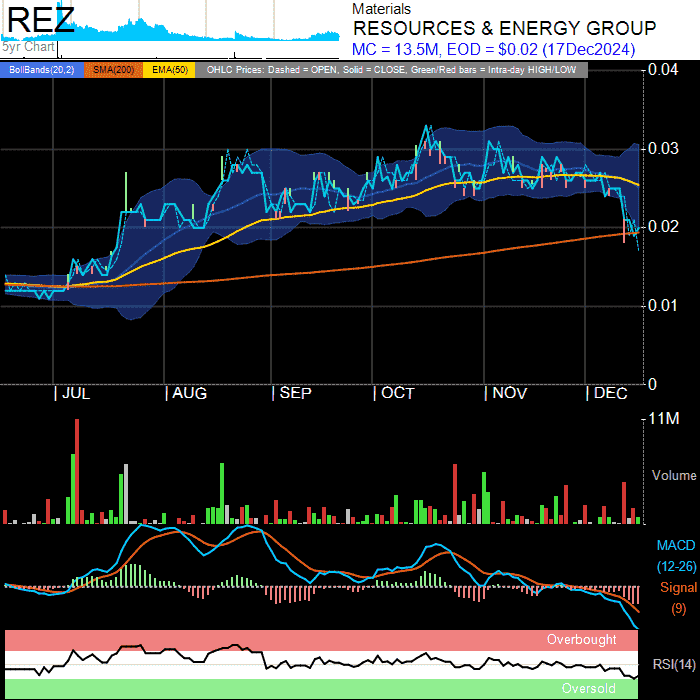 REZ
5yr Chart
Materials
RESOURCES & ENERGY GROUP
MC = 13.5M, EOD = $0.02 (17Dec2024)
BollBands(20,2) SMA(200) EMA(50) OHLC Prices: Dashed = OPEN, Solid = CLOSE, Green/Red bars = Intra-day HIGH/LOW
0.04
0.03
0.02
0.01
0
JUL AUG SEP OCT NOV DEC
11M
Volume
MACD
(12-26)
Signal
(9)
Overbought
RSI(14)
Oversold